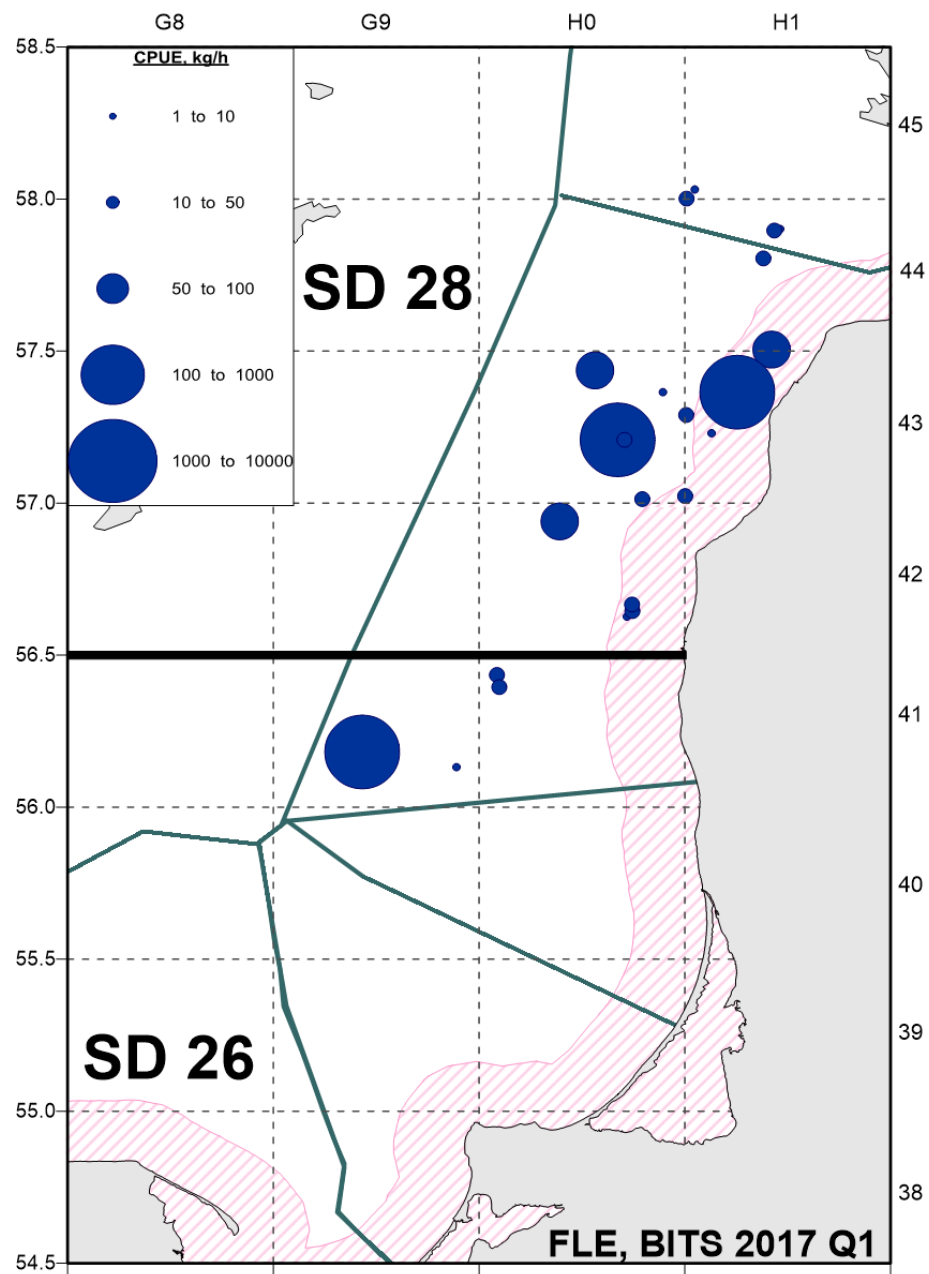 G8 G9 H0 H1
58.5
CPUE, kg/h
1 to 10
45
58.0
10 to 50
50 to 100
SD 28
44
57.5
100 to 1000
43
1000 to 10000
57.0
42
56.5
41
56.0
40
55.5
39
SD 26
55.0
38
FLE, BITS 2017 Q1
54.5